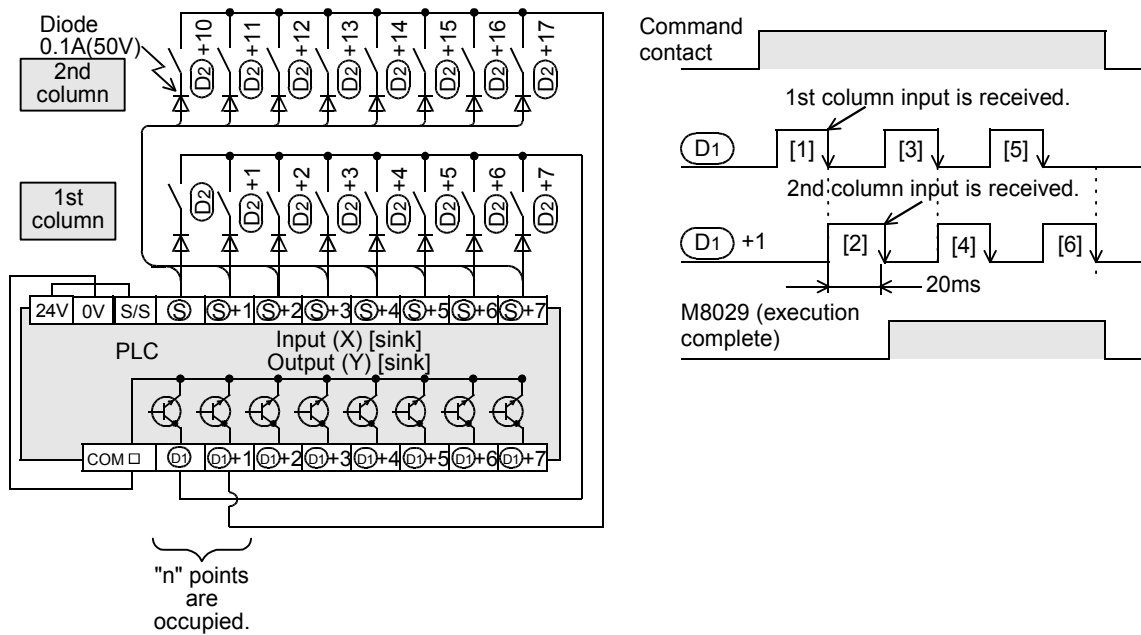 Diode
0.1A(50V)
2nd
column
D2 +10
D2 +11
D2 +12
D2 +13
D2 +14
D2 +15
D2 +16
D2 +17
1st
column
D2
D2 +1
D2 +2
D2 +3
D2 +4
D2 +5
D2 +6
D2 +7
24V 0V S/S S S+1 S+2 S+3 S+4 S+5 S+6 S+7
PLC
Input (X) [sink]
Output (Y) [sink]
COM □ D1 D1+1 D1+2 D1+3 D1+4 D1+5 D1+6 D1+7
"n" points
are
occupied.
Command
contact
1st column input is received.
D1 [1] [3] [5]
2nd column input is received.
D1 +1 [2] [4] [6]
20ms
M8029 (execution
complete)